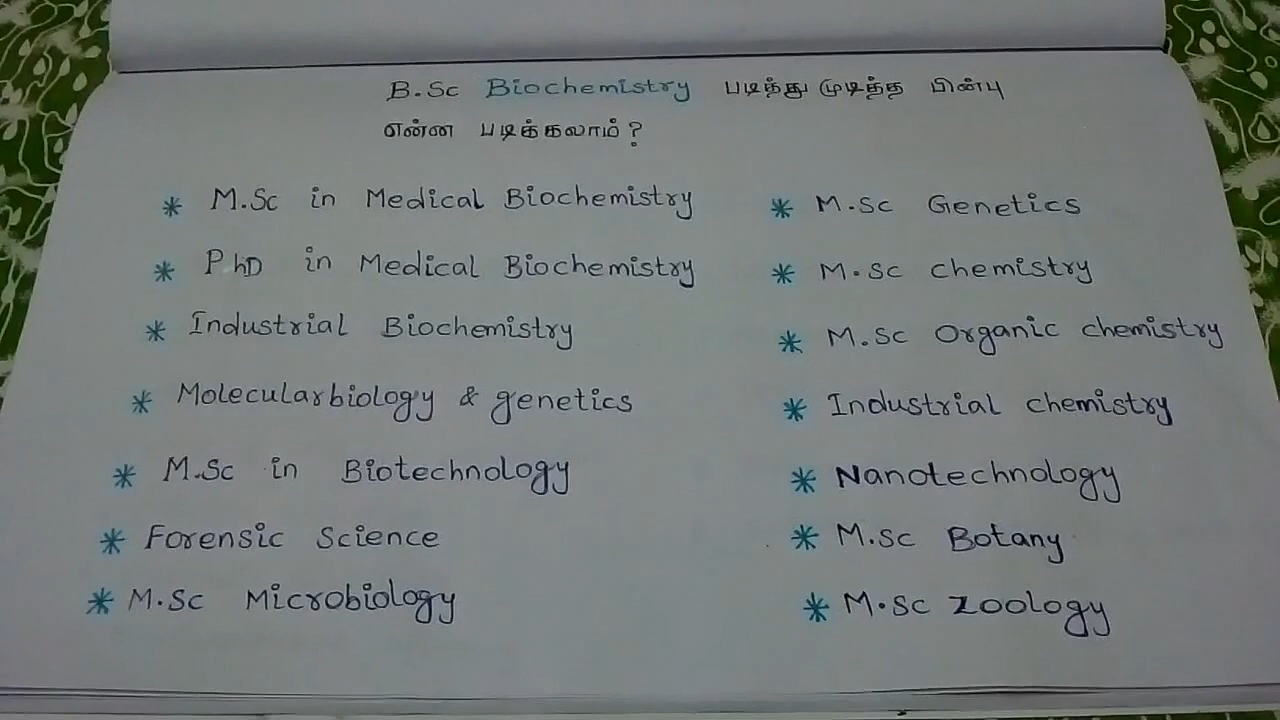 B.Sc Biochemistry படித்து முடித்த பின்பு
என்ன படிக்கலாம்?
* M.Sc in Medical Biochemistry
* PhD in Medical Biochemistry
* Industrial Biochemistry
* Molecularbiology & genetics
* M.Sc in Biotechnology
* Forensic Science
* M.Sc Microbiology
* M.Sc Genetics
* M.Sc chemistry
* M.Sc Organic chemistry
* Industrial chemistry
* Nanotechnology
* M.Sc Botany
* M.Sc Zoology